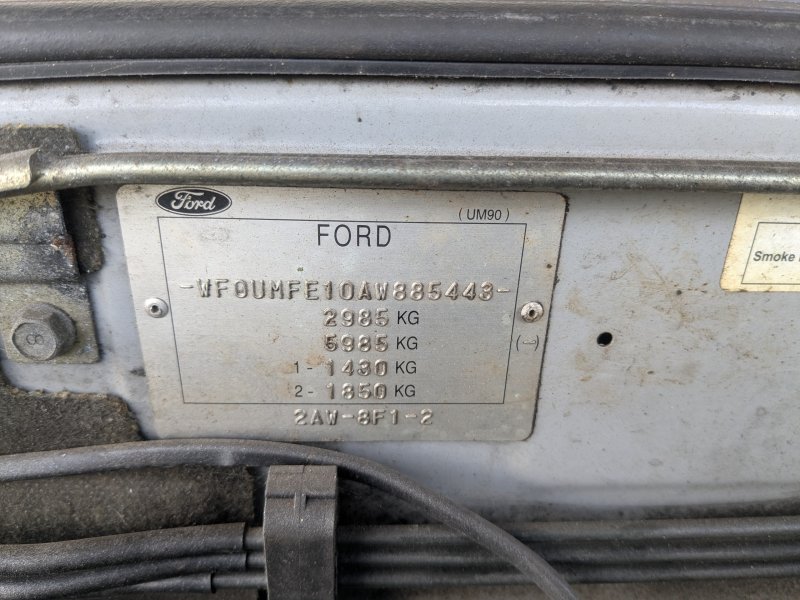 Ford
(UM90)
FORD
-WF0UMFE10AW885443-
2985 KG
5985 KG
1- 1430 KG
2- 1850 KG
2AW-8F1-2
Smoke